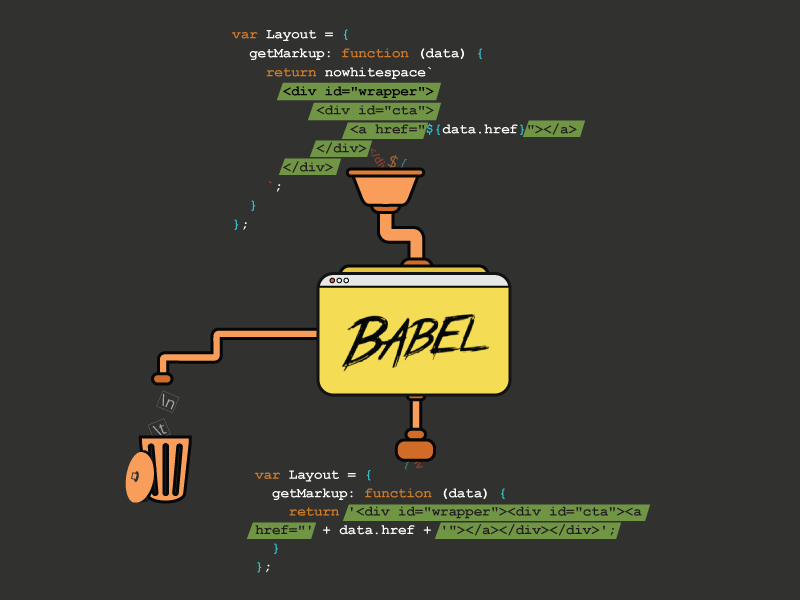 var Layout = {
getMarkup: function (data) {
return nowhitespace`
<div id="wrapper">
<div id="cta">
<a href="${data.href}"></a>
</div>
</div>
`;
}
};
</div
${
BABEL
\n
\t
var Layout = {
getMarkup: function (data) {
return '<div id="wrapper"><div id="cta"><a
href="' + data.href + '"></a></div></div>';
}
};